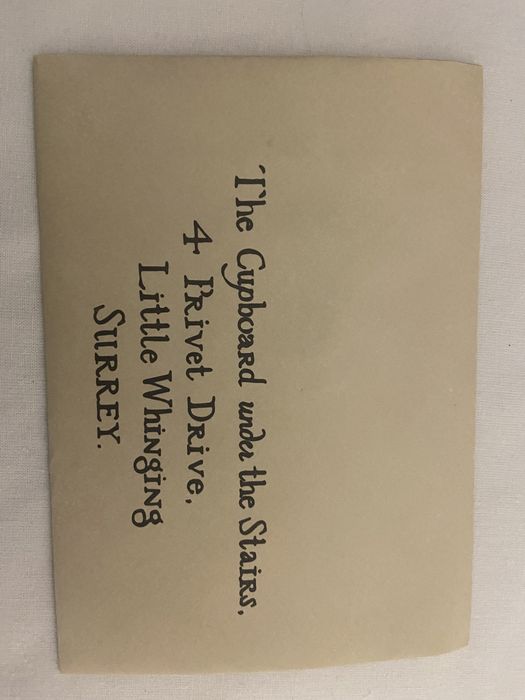 The Cupboard under the Stairs,
4 Privet Drive,
Little Whinging
SURREY.